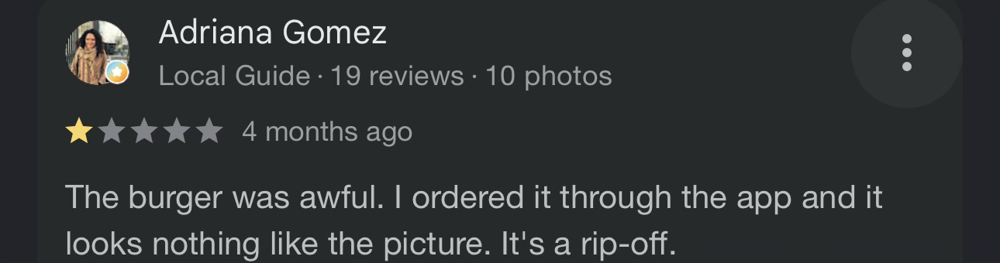 Adriana Gomez
Local Guide · 19 reviews · 10 photos
4 months ago
The burger was awful. I ordered it through the app and it
looks nothing like the picture. It's a rip-off.